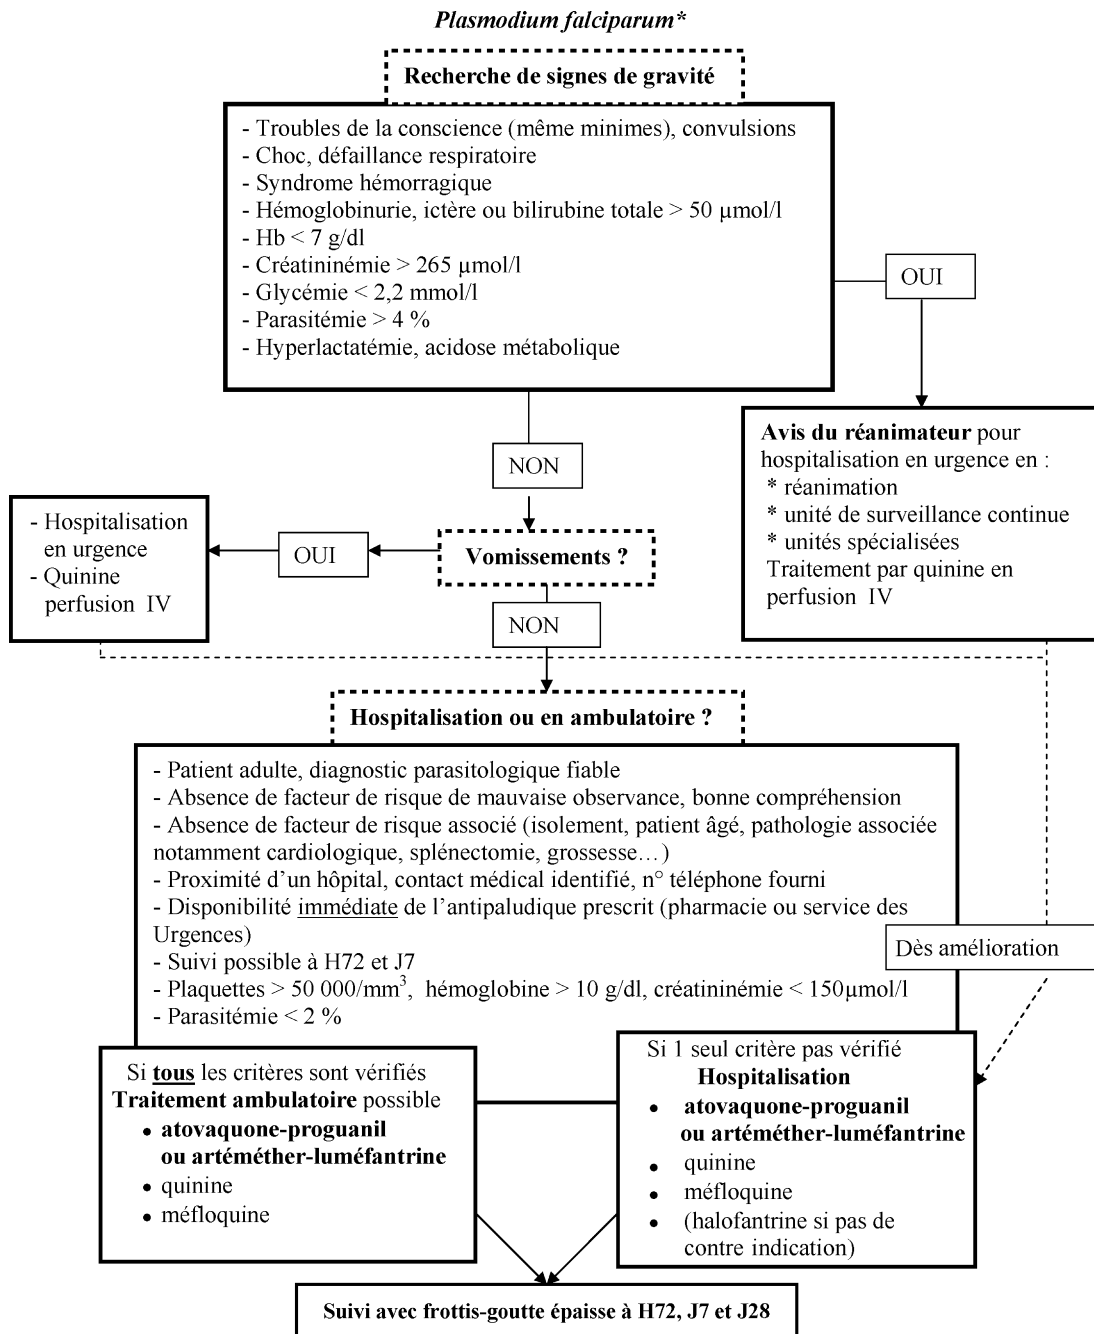 Plasmodium falciparum*
Recherche de signes de gravité
- Troubles de la conscience (même minimes), convulsions
- Choc, défaillance respiratoire
- Syndrome hémorragique
- Hémoglobinurie, ictère ou bilirubine totale > 50 µmol/l
- Hb < 7 g/dl
- Créatininémie > 265 µmol/l
- Glycémie < 2,2 mmol/l
- Parasitémie > 4 %
- Hyperlactatémie, acidose métabolique
OUI
Avis du réanimateur pour
hospitalisation en urgence en :
* réanimation
* unité de surveillance continue
* unités spécialisées
Traitement par quinine en
perfusion IV
NON
Vomissements ?
OUI
- Hospitalisation
en urgence
- Quinine
perfusion IV
NON
Hospitalisation ou en ambulatoire ?
- Patient adulte, diagnostic parasitologique fiable
- Absence de facteur de risque de mauvaise observance, bonne compréhension
- Absence de facteur de risque associé (isolement, patient âgé, pathologie associée
notamment cardiologique, splénectomie, grossesse…)
- Proximité d’un hôpital, contact médical identifié, n° téléphone fourni
- Disponibilité immédiate de l’antipaludique prescrit (pharmacie ou service des
Urgences)
- Suivi possible à H72 et J7
- Plaquettes > 50 000/mm³, hémoglobine > 10 g/dl, créatininémie < 150µmol/l
- Parasitémie < 2 %
Dès amélioration
Si tous les critères sont vérifiés
Traitement ambulatoire possible
• atovaquone-proguanil
ou artéméther-luméfantrine
• quinine
• méfloquine
Si 1 seul critère pas vérifié
Hospitalisation
• atovaquone-proguanil
ou artéméther-luméfantrine
• quinine
• méfloquine
• (halofantrine si pas de
contre indication)
Suivi avec frottis-goutte épaisse à H72, J7 et J28